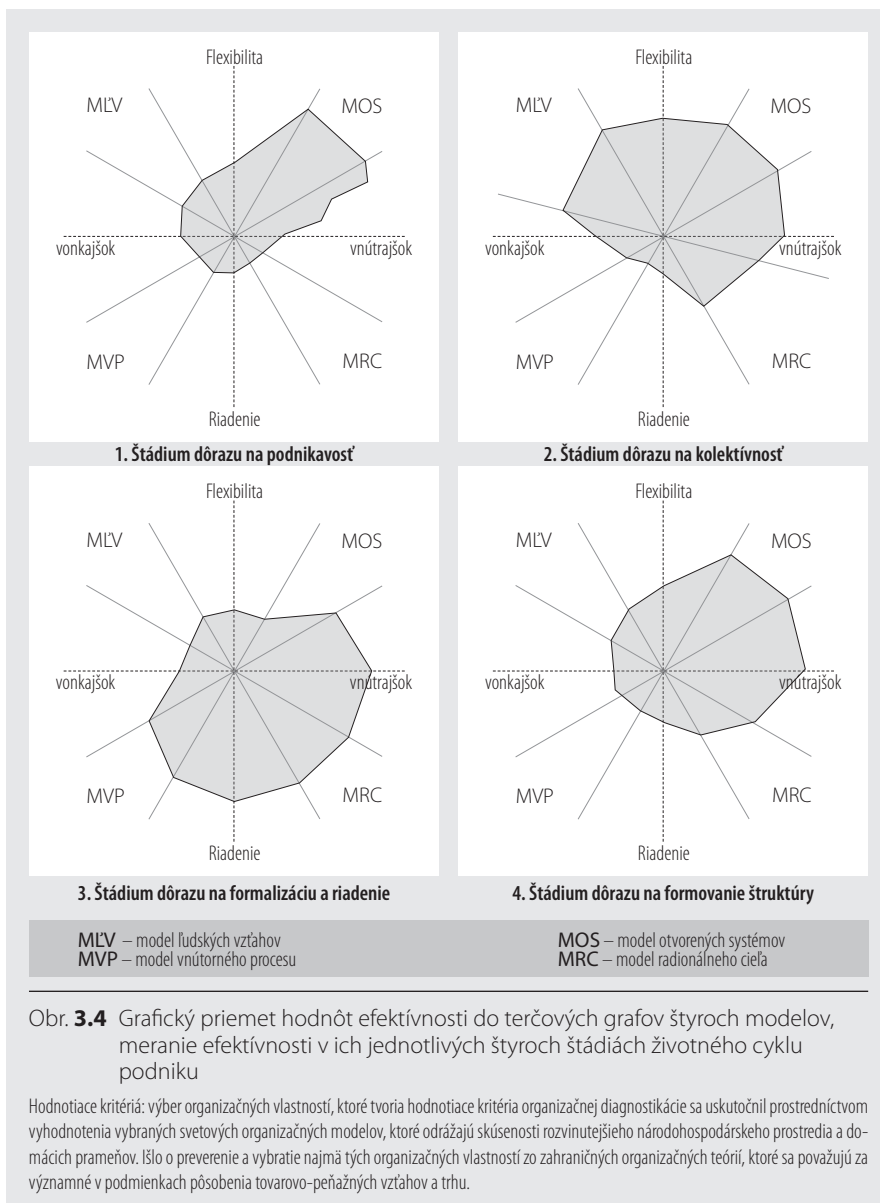 Flexibilita
MĽV
MOS
vonkajšok
vnútrajšok
MVP
MRC
Riadenie
1. Štádium dôrazu na podnikavosť
Flexibilita
MĽV
MOS
vonkajšok
vnútrajšok
MVP
MRC
Riadenie
2. Štádium dôrazu na kolektívnosť
Flexibilita
MĽV
MOS
vonkajšok
vnútrajšok
MVP
MRC
Riadenie
3. Štádium dôrazu na formalizáciu a riadenie
Flexibilita
MĽV
MOS
vonkajšok
vnútrajšok
MVP
MRC
Riadenie
4. Štádium dôrazu na formovanie štruktúry
MĽV – model ľudských vzťahov
MVP – model vnútorného procesu
MOS – model otvorených systémov
MRC – model radionálneho cieľa
Obr. 3.4 Grafický priemet hodnôt efektívnosti do terčových grafov štyroch modelov,
meranie efektívnosti v ich jednotlivých štyroch štádiách životného cyklu
podniku
Hodnotiace kritériá: výber organizačných vlastností, ktoré tvoria hodnotiace kritéria organizačnej diagnostikácie sa uskutočnil prostredníctvom
vyhodnotenia vybraných svetových organizačných modelov, ktoré odrážajú skúsenosti rozvinutejšieho národohospodárskeho prostredia a do-
mácich prameňov. Išlo o preverenie a vybratie najmä tých organizačných vlastností zo zahraničných organizačných teórií, ktoré sa považujú za
významné v podmienkach pôsobenia tovarovo-peňažných vzťahov a trhu.